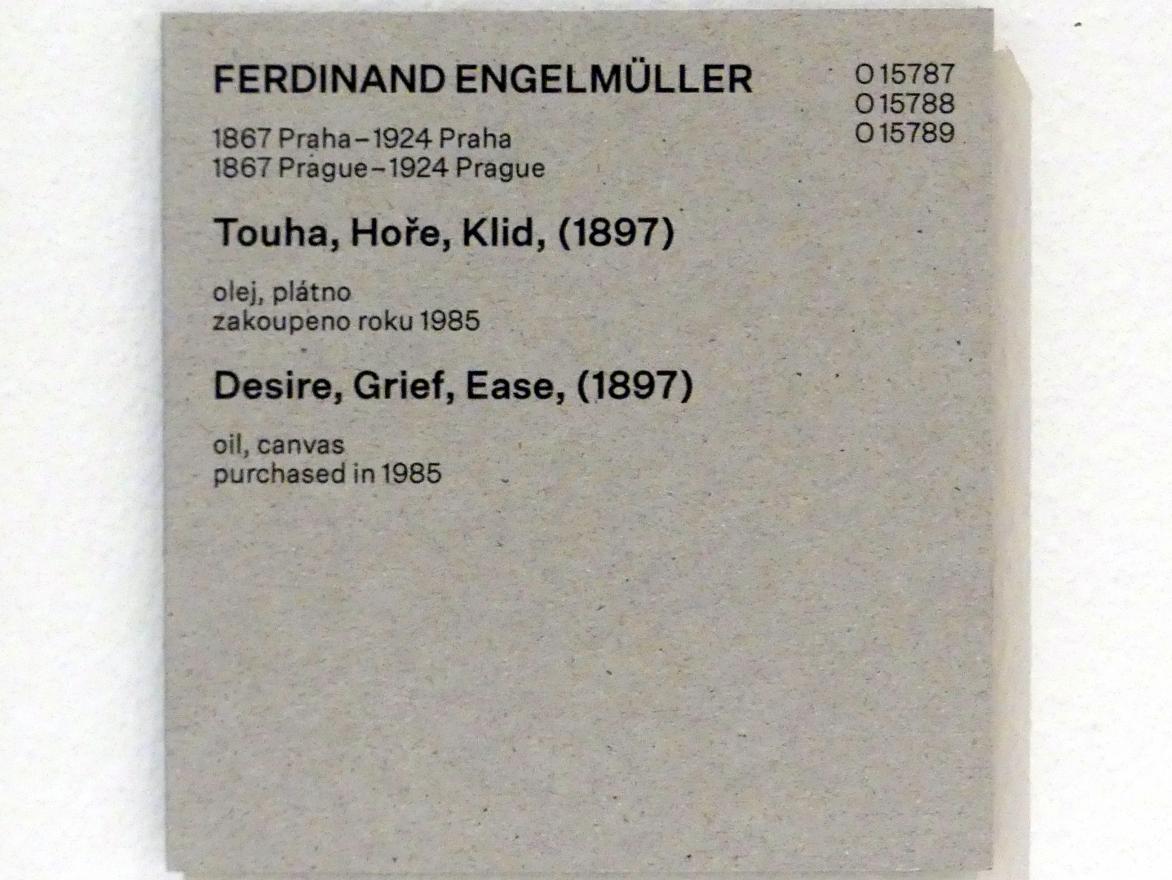 FERDINAND ENGELMÜLLER
O 15787
O 15788
O 15789
1867 Praha–1924 Praha
1867 Prague–1924 Prague
Touha, Hoře, Klid, (1897)
olej, plátno
zakoupeno roku 1985
Desire, Grief, Ease, (1897)
oil, canvas
purchased in 1985